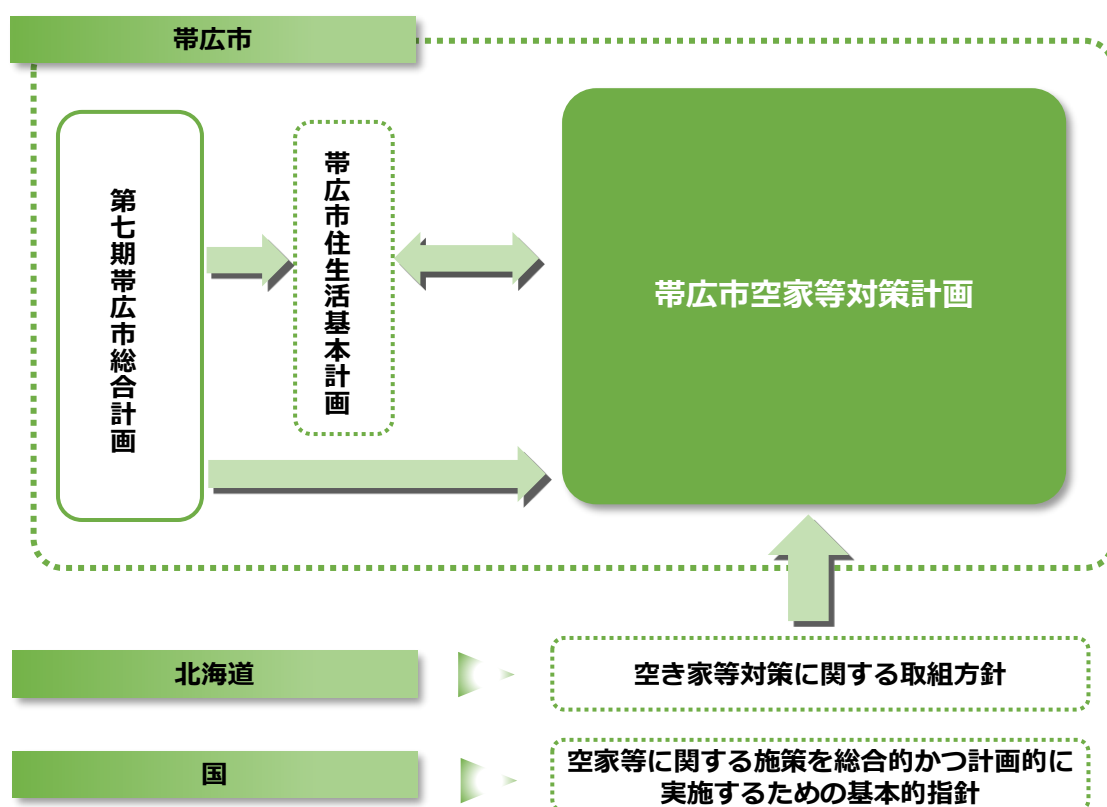 帯広市
第七期帯広市総合計画
帯広市住生活基本計画
帯広市空家等対策計画
北海道
空き家等対策に関する取組方針
国
空家等に関する施策を総合的かつ計画的に
実施するための基本的指針